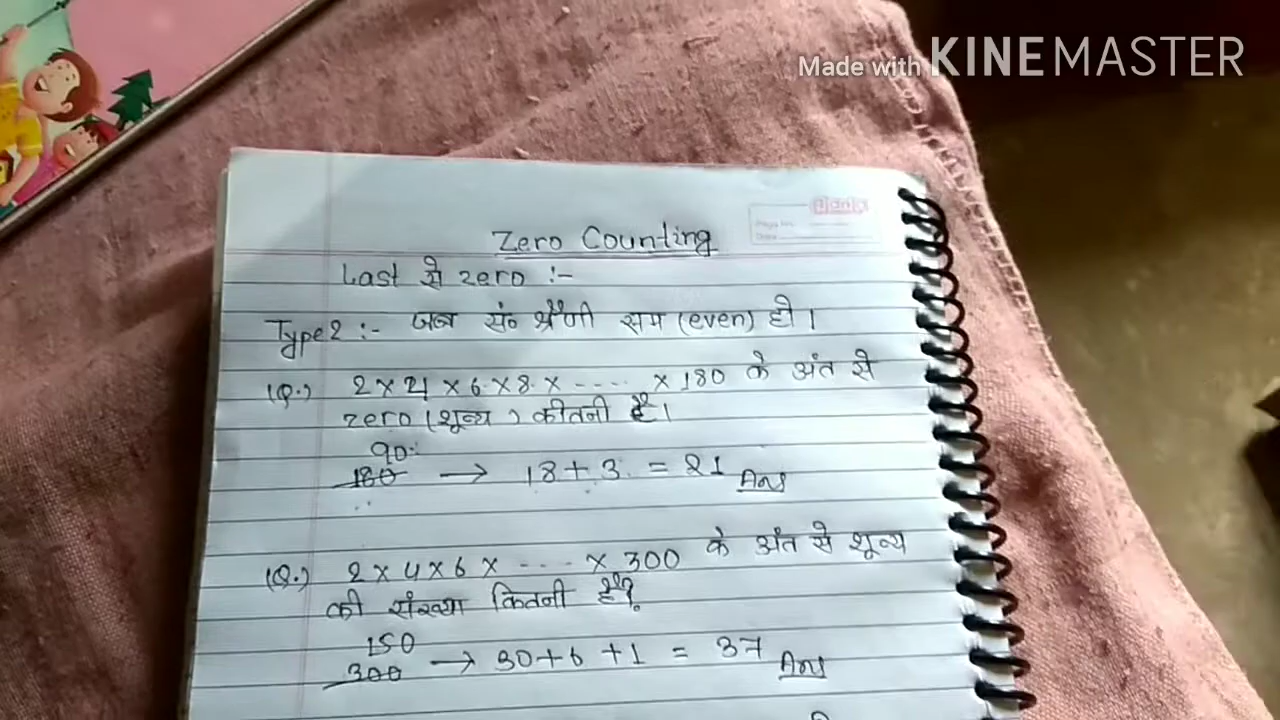 Made with KINEMASTER
Zero Counting
Last से zero :-
Type2 :- जब सं० श्रेणी सम (even) हो।
(Q.) 2 × 4 × 6 × 8 × ---- × 180 के अंत से
zero (शून्य) कीतनी है।
90
180 → 18 + 3 = 21 Ans
(Q.) 2 × 4 × 6 × ---- × 300 के अंत से शून्य
की संख्या कितनी है?
150
300 → 30 + 6 + 1 = 37 Ans